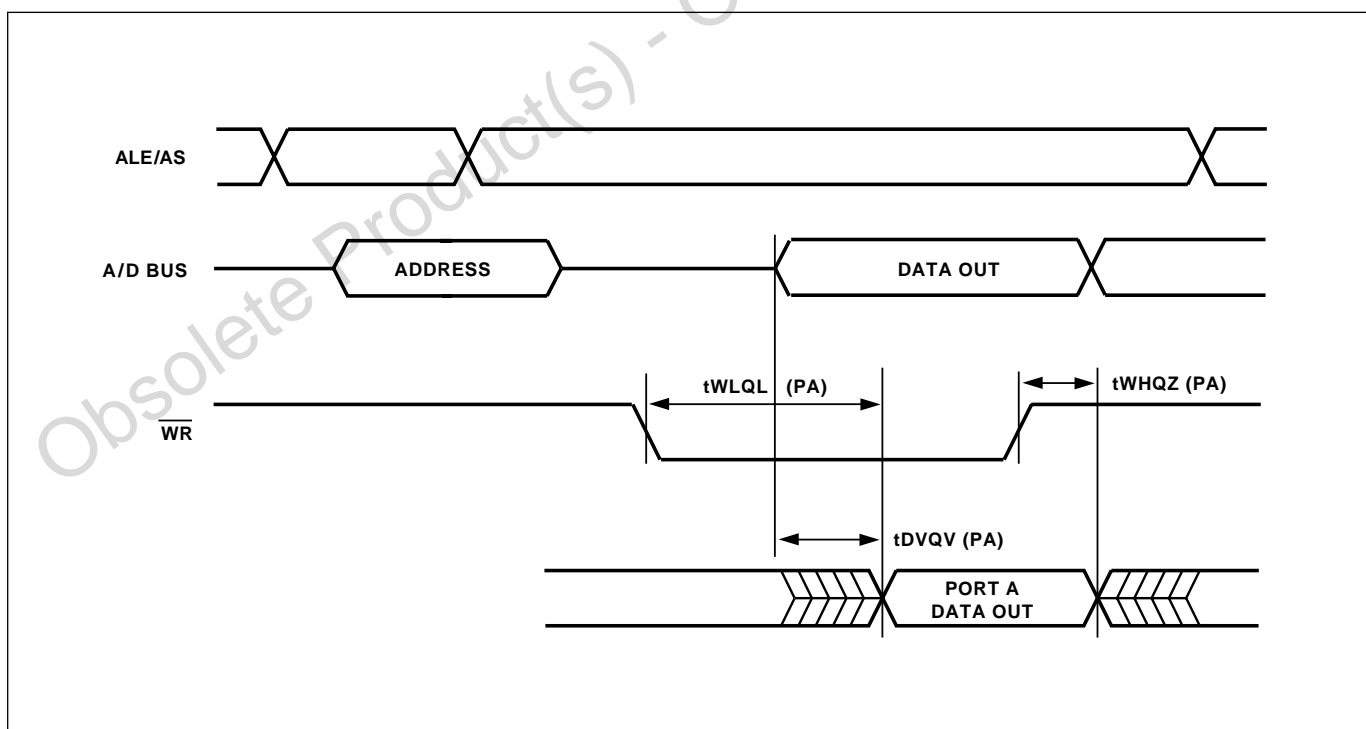 Obsolete Product(s) - O
ALE/AS
A/D BUS
ADDRESS
DATA OUT
tWLQL (PA)
tWHQZ (PA)
WR
tDVQV (PA)
PORT A
DATA OUT